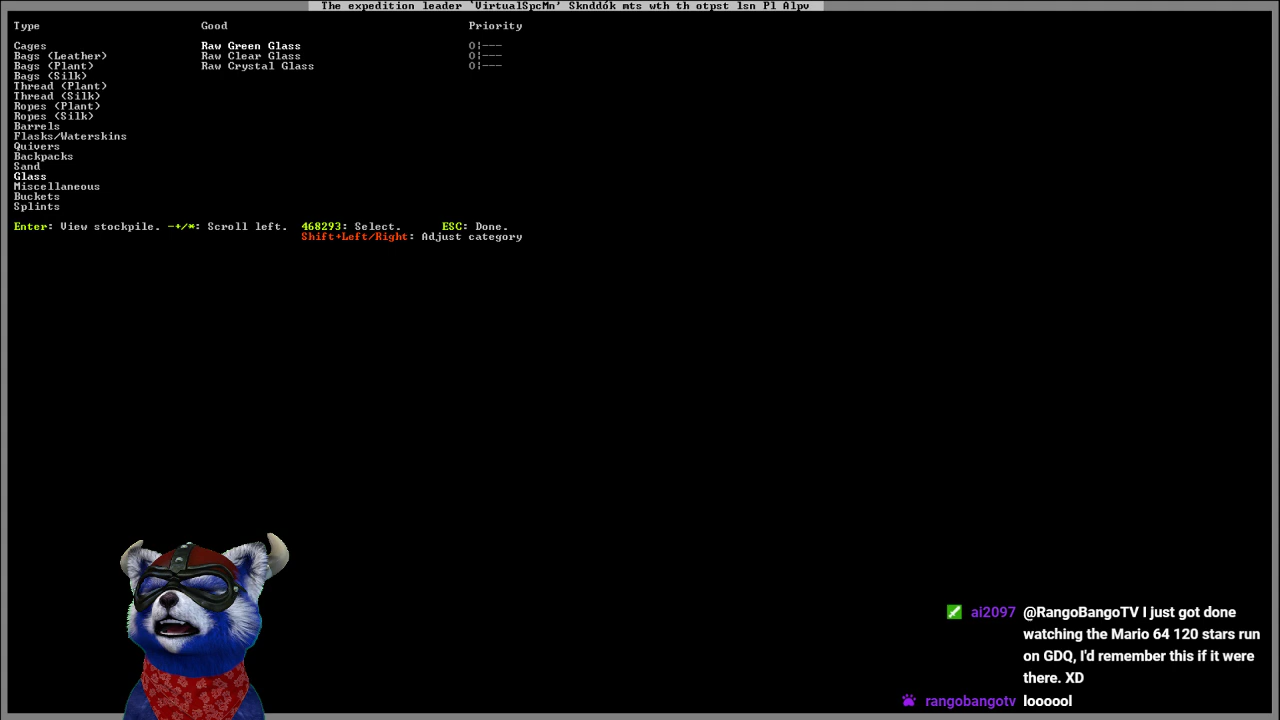 The expedition leader `VirtualSpcMn' Sknddók mts wth th otpst lsn Pl Alpv
Type Good Priority
Cages Raw Green Glass 0¦---
Bags (Leather) Raw Clear Glass 0¦---
Bags (Plant) Raw Crystal Glass 0¦---
Bags (Silk)
Thread (Plant)
Thread (Silk)
Ropes (Plant)
Ropes (Silk)
Barrels
Flasks/Waterskins
Quivers
Backpacks
Sand
Glass
Miscellaneous
Buckets
Splints
Enter: View stockpile. -+/*: Scroll left. 468293: Select. ESC: Done.
Shift+Left/Right: Adjust category
ai2097 @RangoBangoTV I just got done
watching the Mario 64 120 stars run
on GDQ, I'd remember this if it were
there. XD
rangobangotv loooool